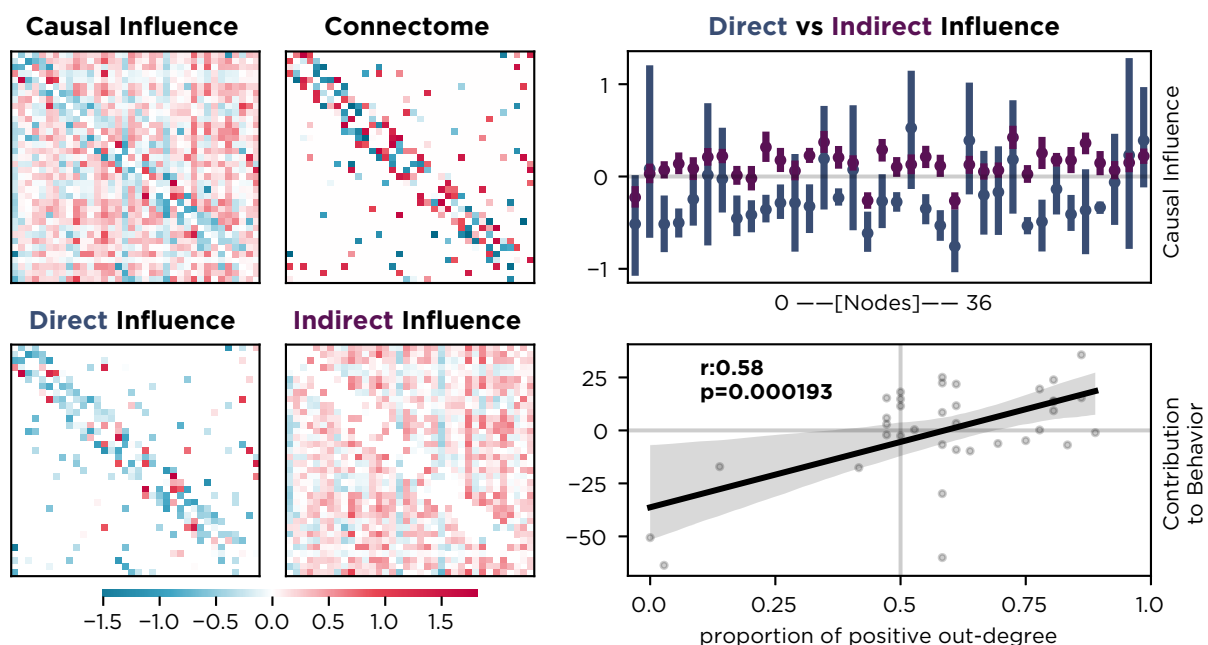 Causal Influence
Connectome
Direct vs Indirect Influence
1
0
−1
Causal Influence
0 ——[Nodes]—— 36
Direct Influence
Indirect Influence
−1.5 −1.0 −0.5 0.0 0.5 1.0 1.5
r:0.58
p=0.000193
25
0
−25
−50
Contribution
to Behavior
0.0 0.25 0.5 0.75 1.0
proportion of positive out-degree